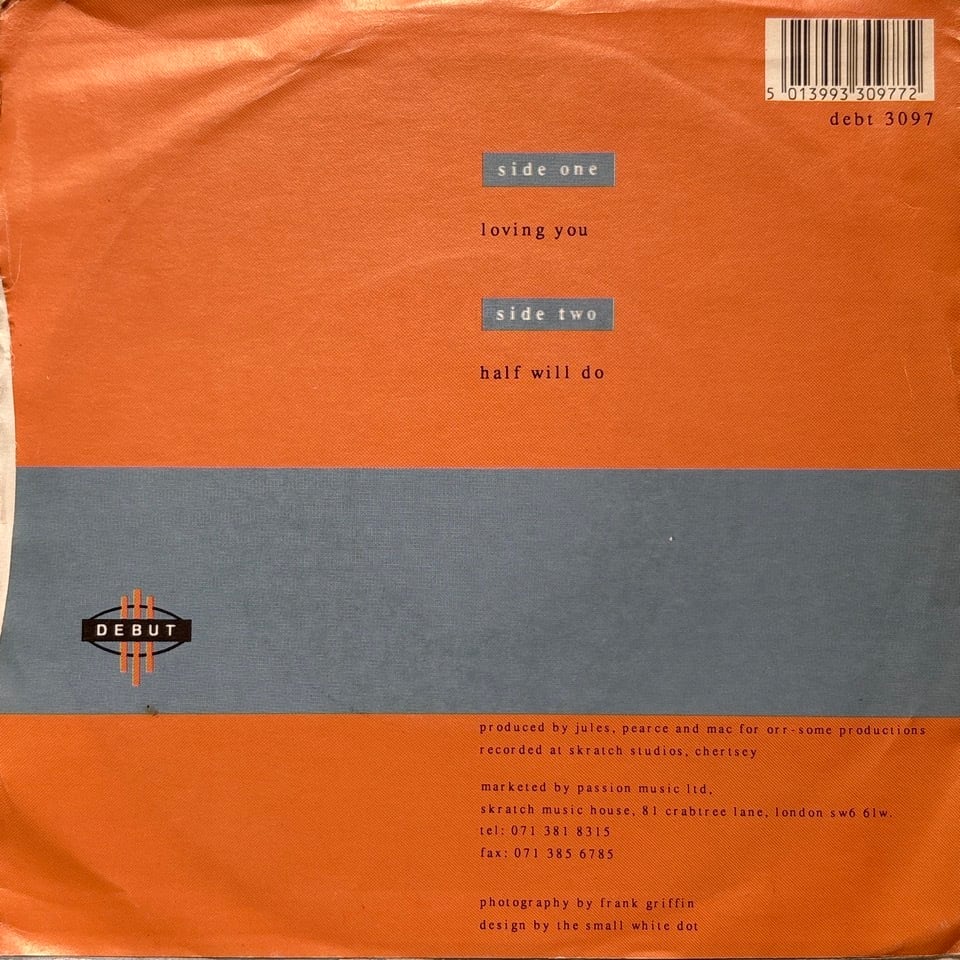 5 013993 309772
debt 3097
side one
loving you
side two
half will do
DEBUT
produced by jules, pearce and mac for orr-some productions
recorded at skratch studios, chertsey
marketed by passion music ltd,
skratch music house, 81 crabtree lane, london sw6 6lw.
tel: 071 381 8315
fax: 071 385 6785
photography by frank griffin
design by the small white dot